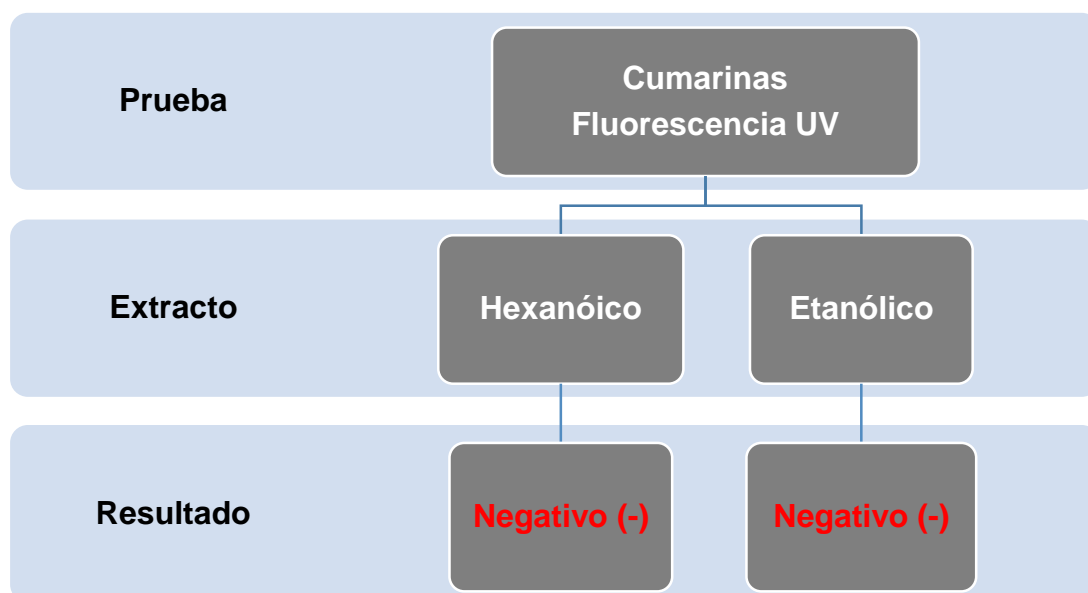 Prueba
Cumarinas
Fluorescencia UV
Extracto
Hexanóico
Etanólico
Resultado
Negativo (-)
Negativo (-)